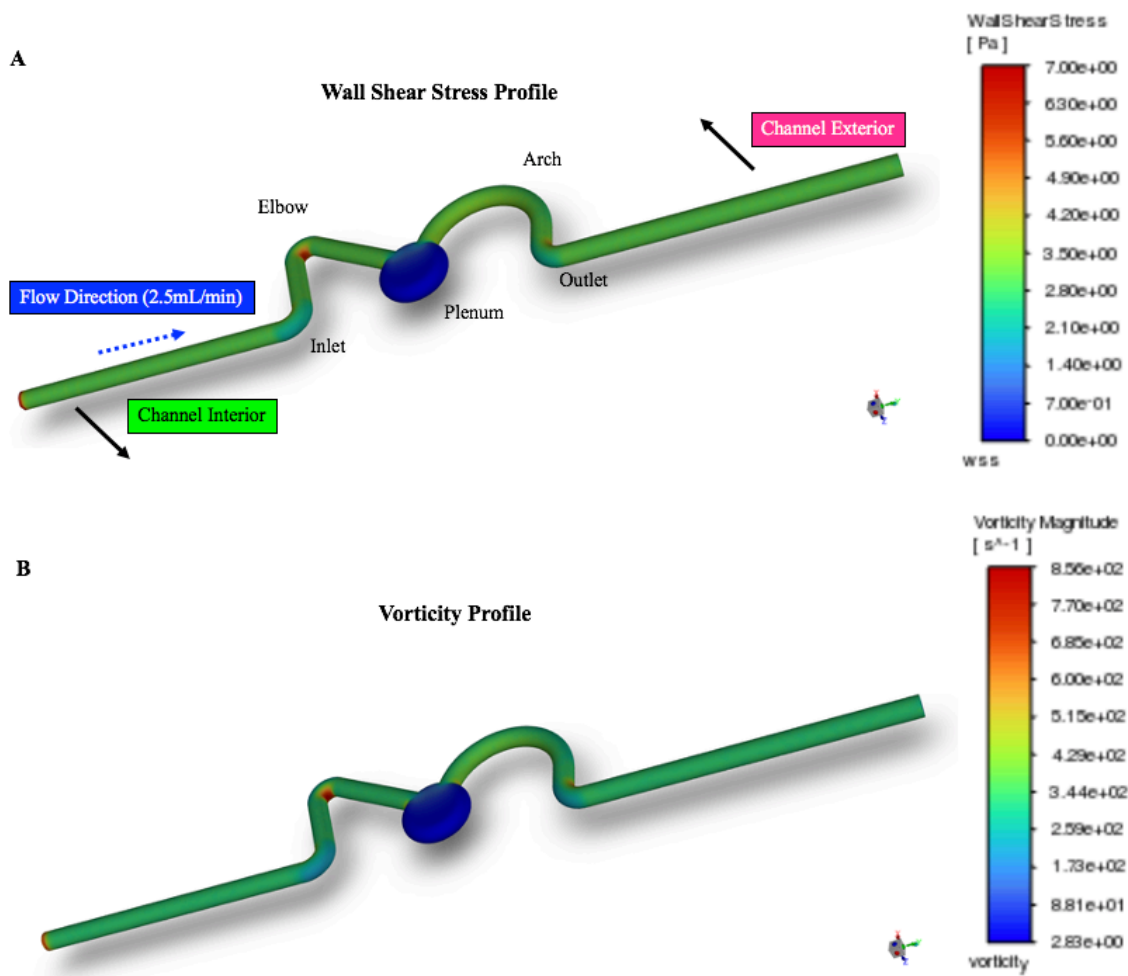 A
Wall Shear Stress Profile
WallShearStress
[ Pa ]
7.00e+00
6.30e+00
5.60e+00
4.90e+00
4.20e+00
3.50e+00
2.80e+00
2.10e+00
1.40e+00
7.00e-01
0.00e+00
wss
Channel Exterior
Arch
Elbow
Outlet
Flow Direction (2.5mL/min)
Plenum
Inlet
Channel Interior
B
Vorticity Profile
Vorticity Magnitude
[ s^-1 ]
8.56e+02
7.70e+02
6.85e+02
6.00e+02
5.15e+02
4.29e+02
3.44e+02
2.59e+02
1.73e+02
8.81e+01
2.83e+00
vorticity